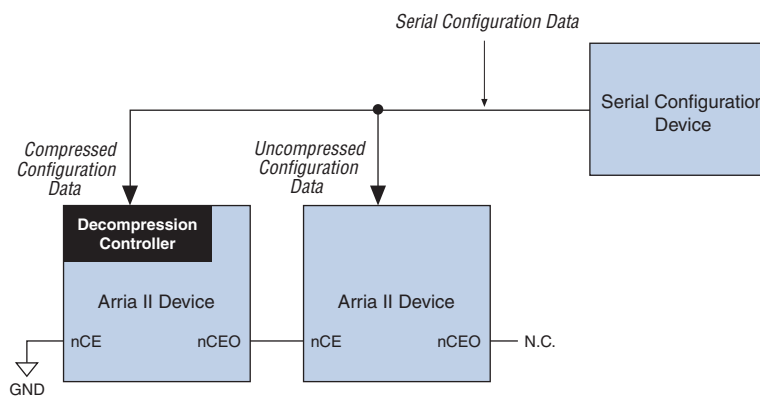 Serial Configuration Data
Serial Configuration
Device
Compressed
Configuration
Data
Uncompressed
Configuration
Data
Decompression
Controller
Arria II Device
Arria II Device
nCE
nCEO
nCE
nCEO
N.C.
GND